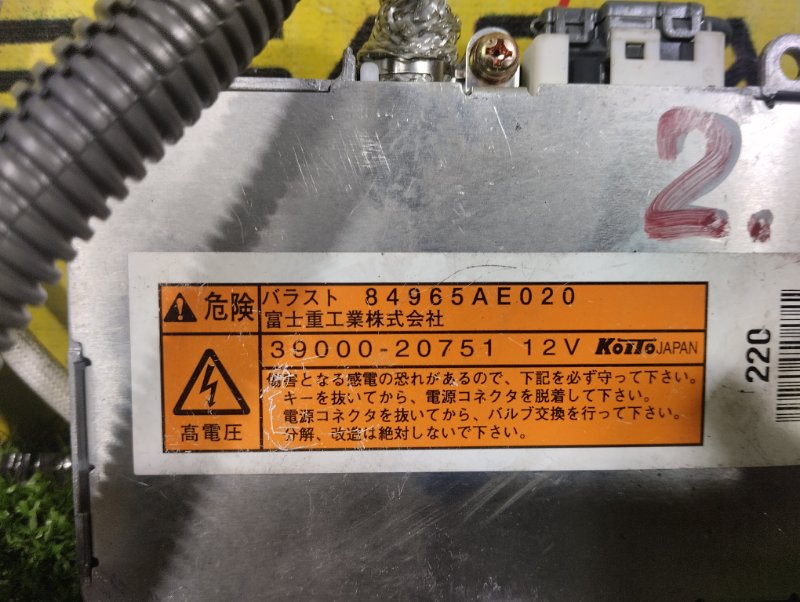 2.
危険
バラスト 84965AE020
富士重工業株式会社
39000-20751 12V KOITO JAPAN
高電圧
傷害となる感電の恐れがあるので、下記を必ず守って下さい。
キーを抜いてから、電源コネクタを脱着して下さい。
電源コネクタを抜いてから、バルブ交換を行って下さい。
分解、改造は絶対しないで下さい。
220